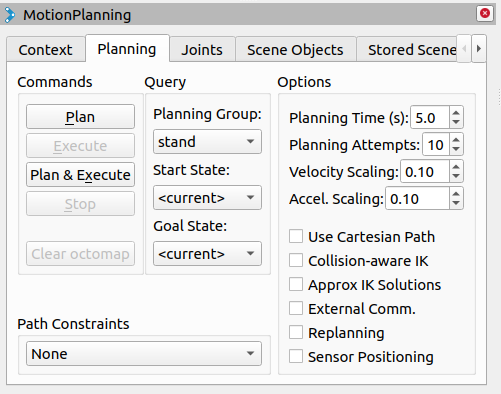 MotionPlanning
Context Planning Joints Scene Objects Stored Scene
Commands Query Options
Plan
Execute
Plan & Execute
Stop
Clear octomap
Planning Group:
stand
Start State:
<current>
Goal State:
<current>
Planning Time (s): 5.0
Planning Attempts: 10
Velocity Scaling: 0.10
Accel. Scaling: 0.10
Use Cartesian Path
Collision-aware IK
Approx IK Solutions
External Comm.
Replanning
Sensor Positioning
Path Constraints
None